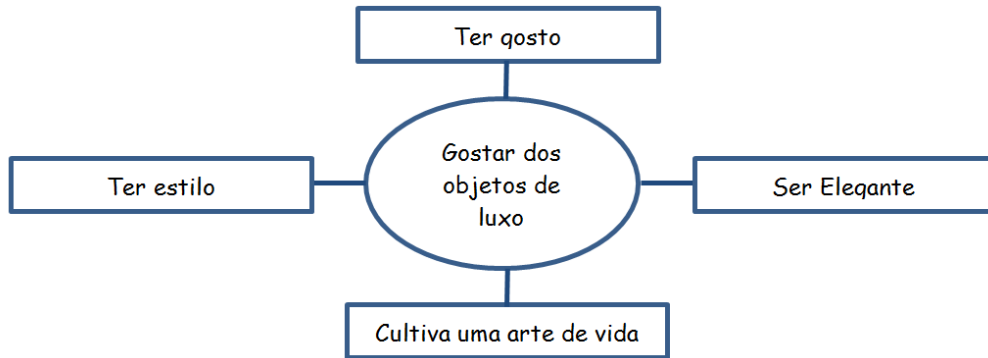 Ter gosto
Gostar dos
objetos de
luxo
Ter estilo
Ser Elegante
Cultiva uma arte de vida